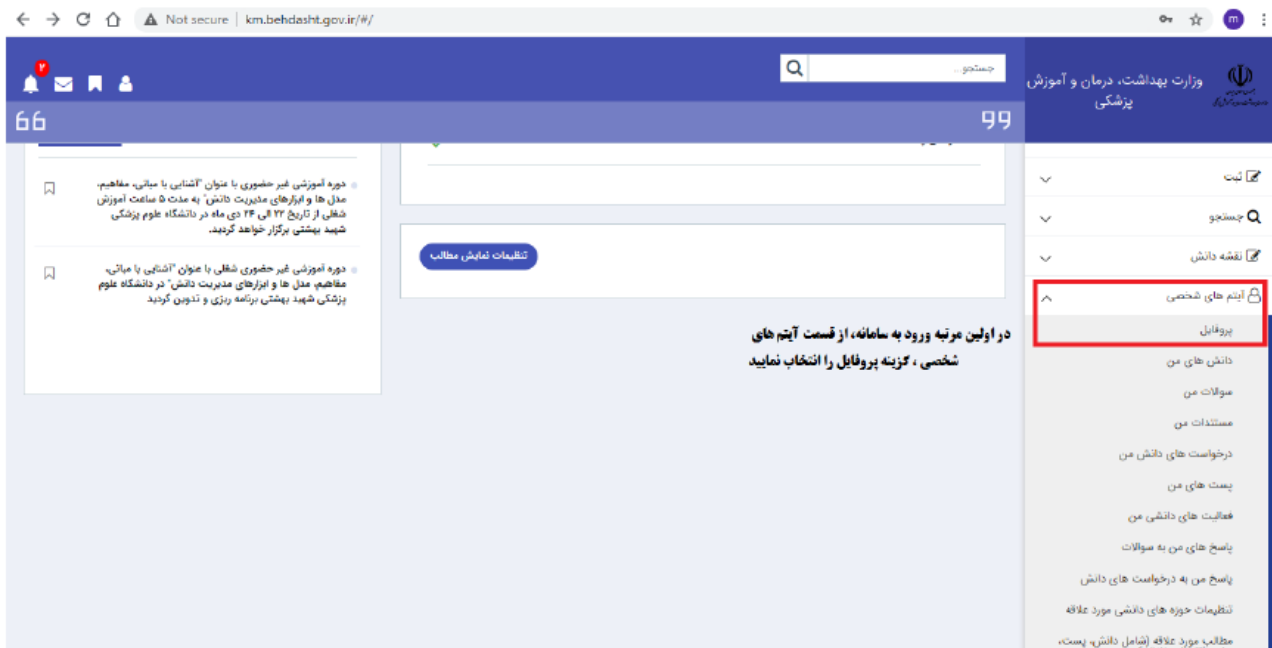 Not secure
km.behdasht.gov.ir/#/
m
۲
جستجو...
وزارت بهداشت، درمان و آموزش
پزشکی
66
99
دوره آموزشی غیر حضوری با عنوان "آشنایی با مبانی، مفاهیم،
مدل ها و ابزارهای مدیریت دانش" به مدت ۵ ساعت آموزش
شغلی از تاریخ ۲۲ الی ۲۴ دی ماه در دانشگاه علوم پزشکی
شهید بهشتی برگزار خواهد گردید.
دوره آموزشی غیر حضوری شغلی با عنوان "آشنایی با مبانی،
مفاهیم، مدل ها و ابزارهای مدیریت دانش" در دانشگاه علوم
پزشکی شهید بهشتی برنامه ریزی و تدوین گردید
تنظیمات نمایش مطالب
در اولین مرتبه ورود به سامانه، از قسمت آیتم های
شخصی ، گزینه پروفایل را انتخاب نمایید
ثبت
جستجو
نقشه دانش
آیتم های شخصی
پروفایل
دانش های من
سوالات من
مستندات من
درخواست های دانش من
پست های من
فعالیت های دانشی من
پاسخ های من به سوالات
پاسخ من به درخواست های دانش
تنظیمات حوزه های دانشی مورد علاقه
مطالب مورد علاقه (شامل دانش، پست،